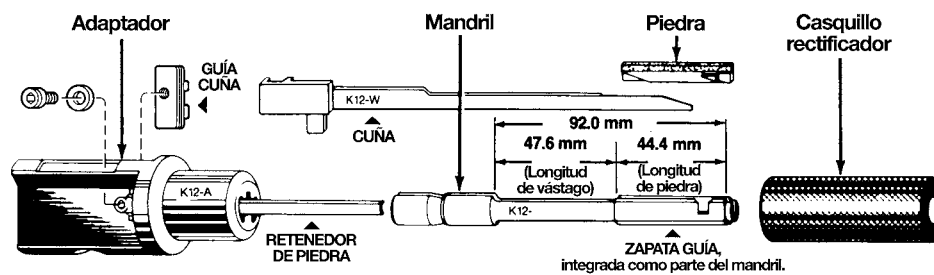 Adaptador
Mandril
Piedra
Casquillo
rectificador
GUÍA
CUÑA
K12-W
CUÑA
92.0 mm
47.6 mm
44.4 mm
(Longitud
de vástago)
(Longitud
de piedra)
K12-A
K12-
RETENEDOR
DE PIEDRA
ZAPATA GUÍA,
integrada como parte del mandril.